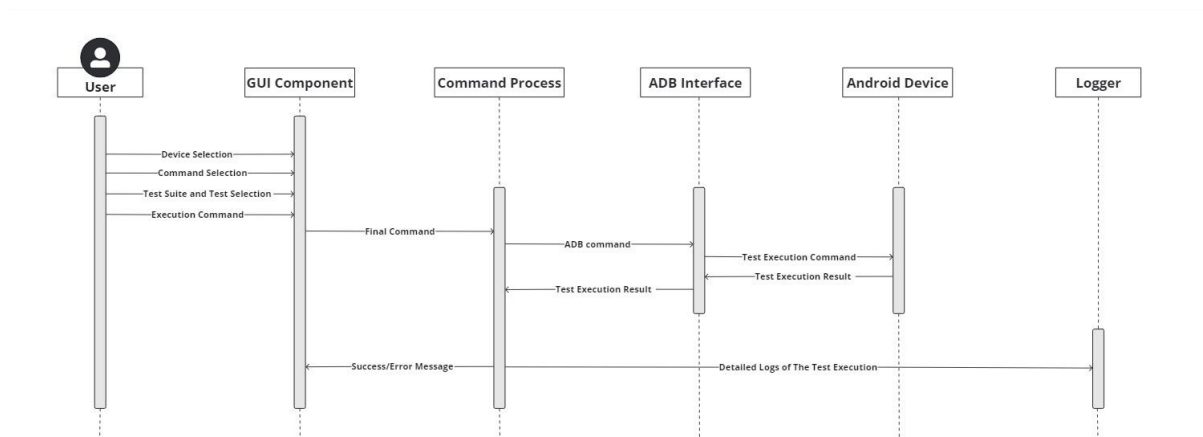 User
GUI Component
Command Process
ADB Interface
Android Device
Logger
Device Selection
Command Selection
Test Suite and Test Selection
Execution Command
Final Command
ADB command
Test Execution Command
Test Execution Result
Test Execution Result
Success/Error Message
Detailed Logs of The Test Execution